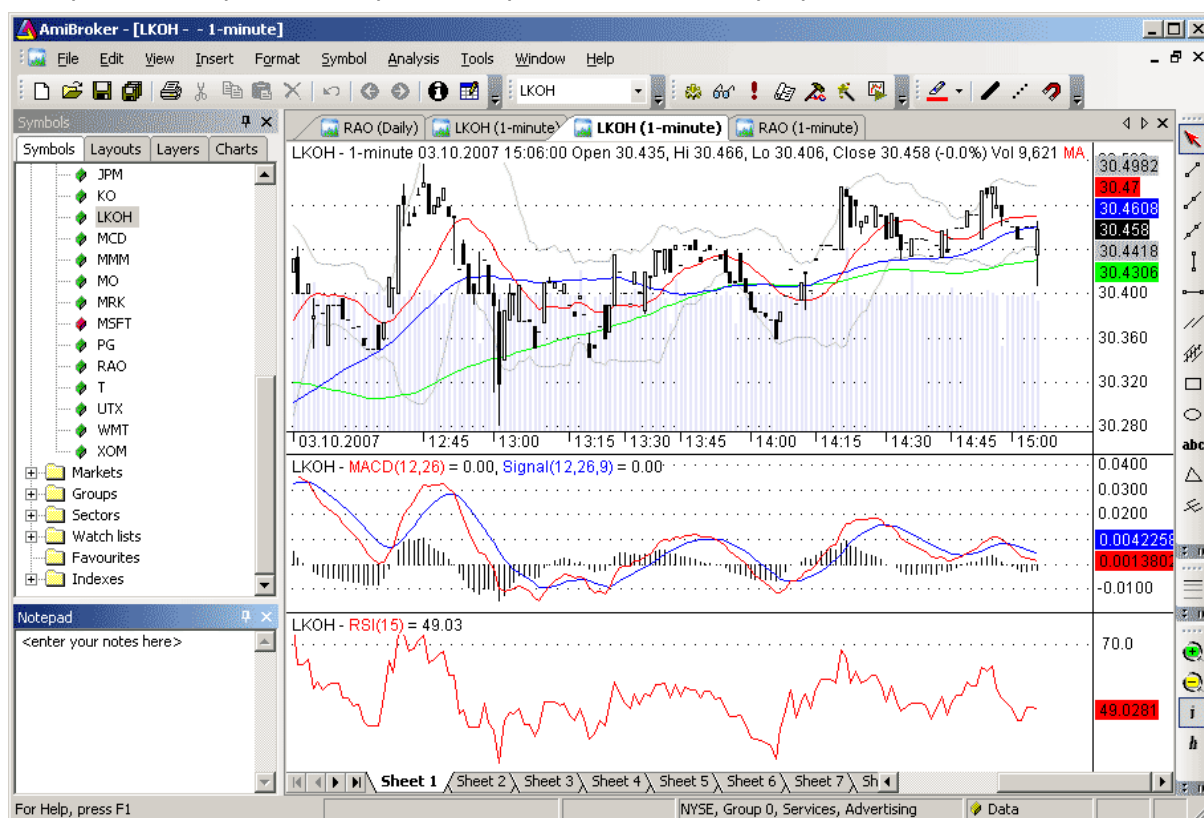 AmiBroker - [LKOH - - 1-minute]
File Edit View Insert Format Symbol Analysis Tools Window Help
LKOH
Symbols
Symbols Layouts Layers Charts
JPM
KO
LKOH
MCD
MMM
MO
MRK
MSFT
PG
RAO
T
UTX
WMT
XOM
Markets
Groups
Sectors
Watch lists
Favourites
Indexes
Notepad
<enter your notes here>
RAO (Daily) LKOH (1-minute) LKOH (1-minute) RAO (1-minute)
LKOH - 1-minute 03.10.2007 15:06:00 Open 30.435, Hi 30.466, Lo 30.406, Close 30.458 (-0.0%) Vol 9,621 MA
30.4982
30.47
30.4608
30.458
30.4418
30.4306
30.400
30.360
30.320
30.280
03.10.2007 12:45 13:00 13:15 13:30 13:45 14:00 14:15 14:30 14:45 15:00
LKOH - MACD(12,26) = 0.00, Signal(12,26,9) = 0.00
0.0400
0.0300
0.0200
0.0042258
0.0013802
-0.0100
LKOH - RSI(15) = 49.03
70.0
49.0281
abc
i
h
Sheet 1 Sheet 2 Sheet 3 Sheet 4 Sheet 5 Sheet 6 Sheet 7 Sh
For Help, press F1
NYSE, Group 0, Services, Advertising
Data